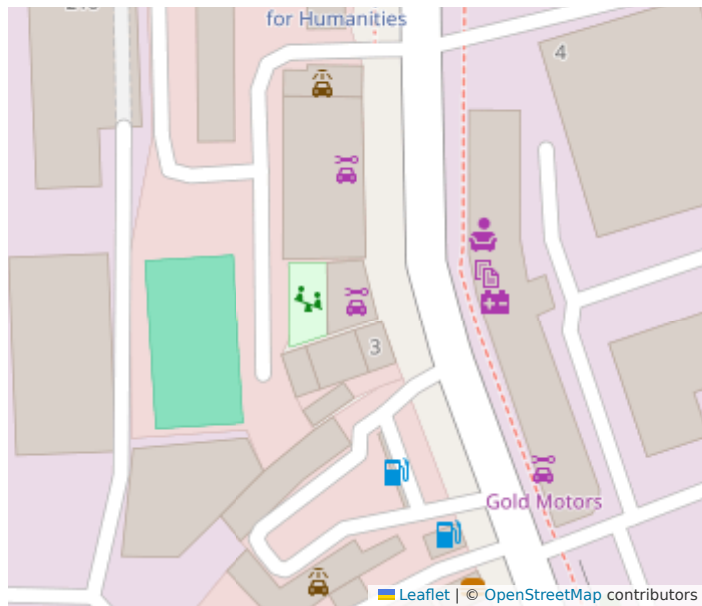 for Humanities
4
3
Gold Motors
Leaflet | © OpenStreetMap contributors